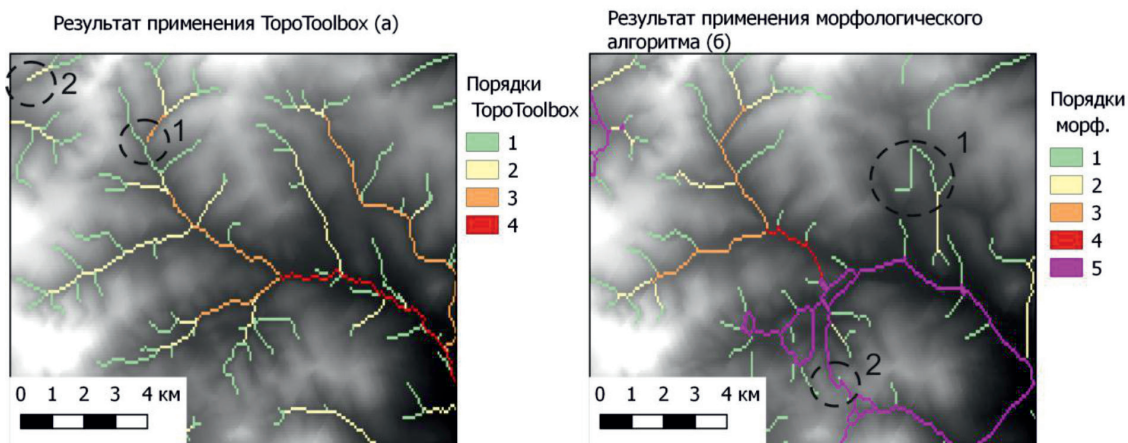 Результат применения TopoToolbox (а)
2
1
Порядки
TopoToolbox
1
2
3
4
0 1 2 3 4 км
Результат применения морфологического
алгоритма (б)
1
2
Порядки
морф.
1
2
3
4
5
0 1 2 3 4 км